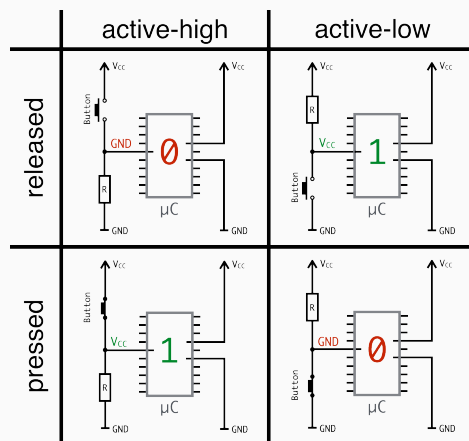 active-high active-low
released
VCC VCC
Button
GND
0
R
µC
GND GND
VCC VCC
R
VCC
1
Button
µC
GND GND
pressed
VCC VCC
Button
VCC
1
R
µC
GND GND
VCC VCC
R
GND
0
Button
µC
GND GND